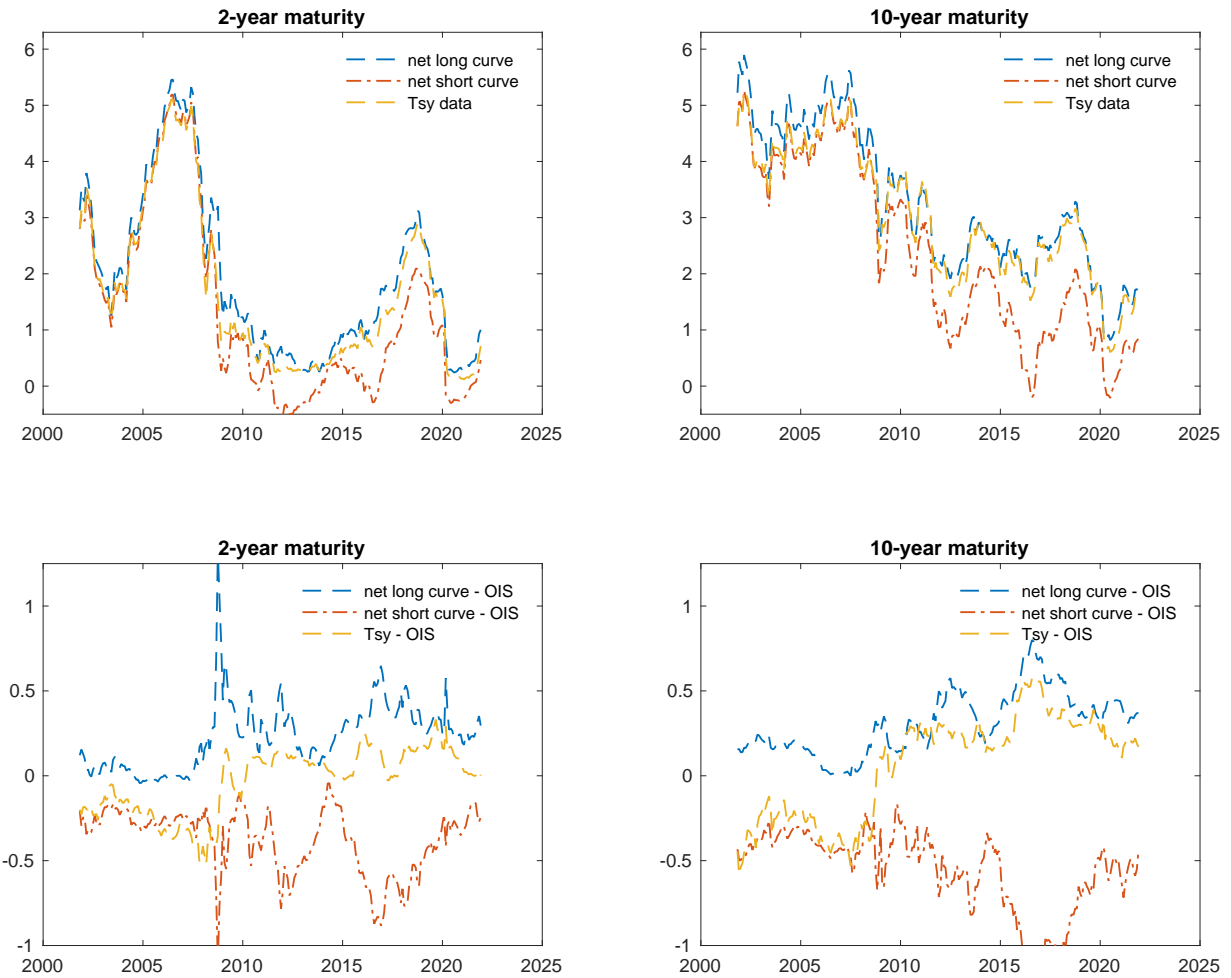 2-year maturity
6
5
4
3
2
1
0
2000 2005 2010 2015 2020 2025
net long curve
net short curve
Tsy data
10-year maturity
6
5
4
3
2
1
0
2000 2005 2010 2015 2020 2025
net long curve
net short curve
Tsy data
2-year maturity
1
0.5
0
-0.5
-1
2000 2005 2010 2015 2020 2025
net long curve - OIS
net short curve - OIS
Tsy - OIS
10-year maturity
1
0.5
0
-0.5
-1
2000 2005 2010 2015 2020 2025
net long curve - OIS
net short curve - OIS
Tsy - OIS